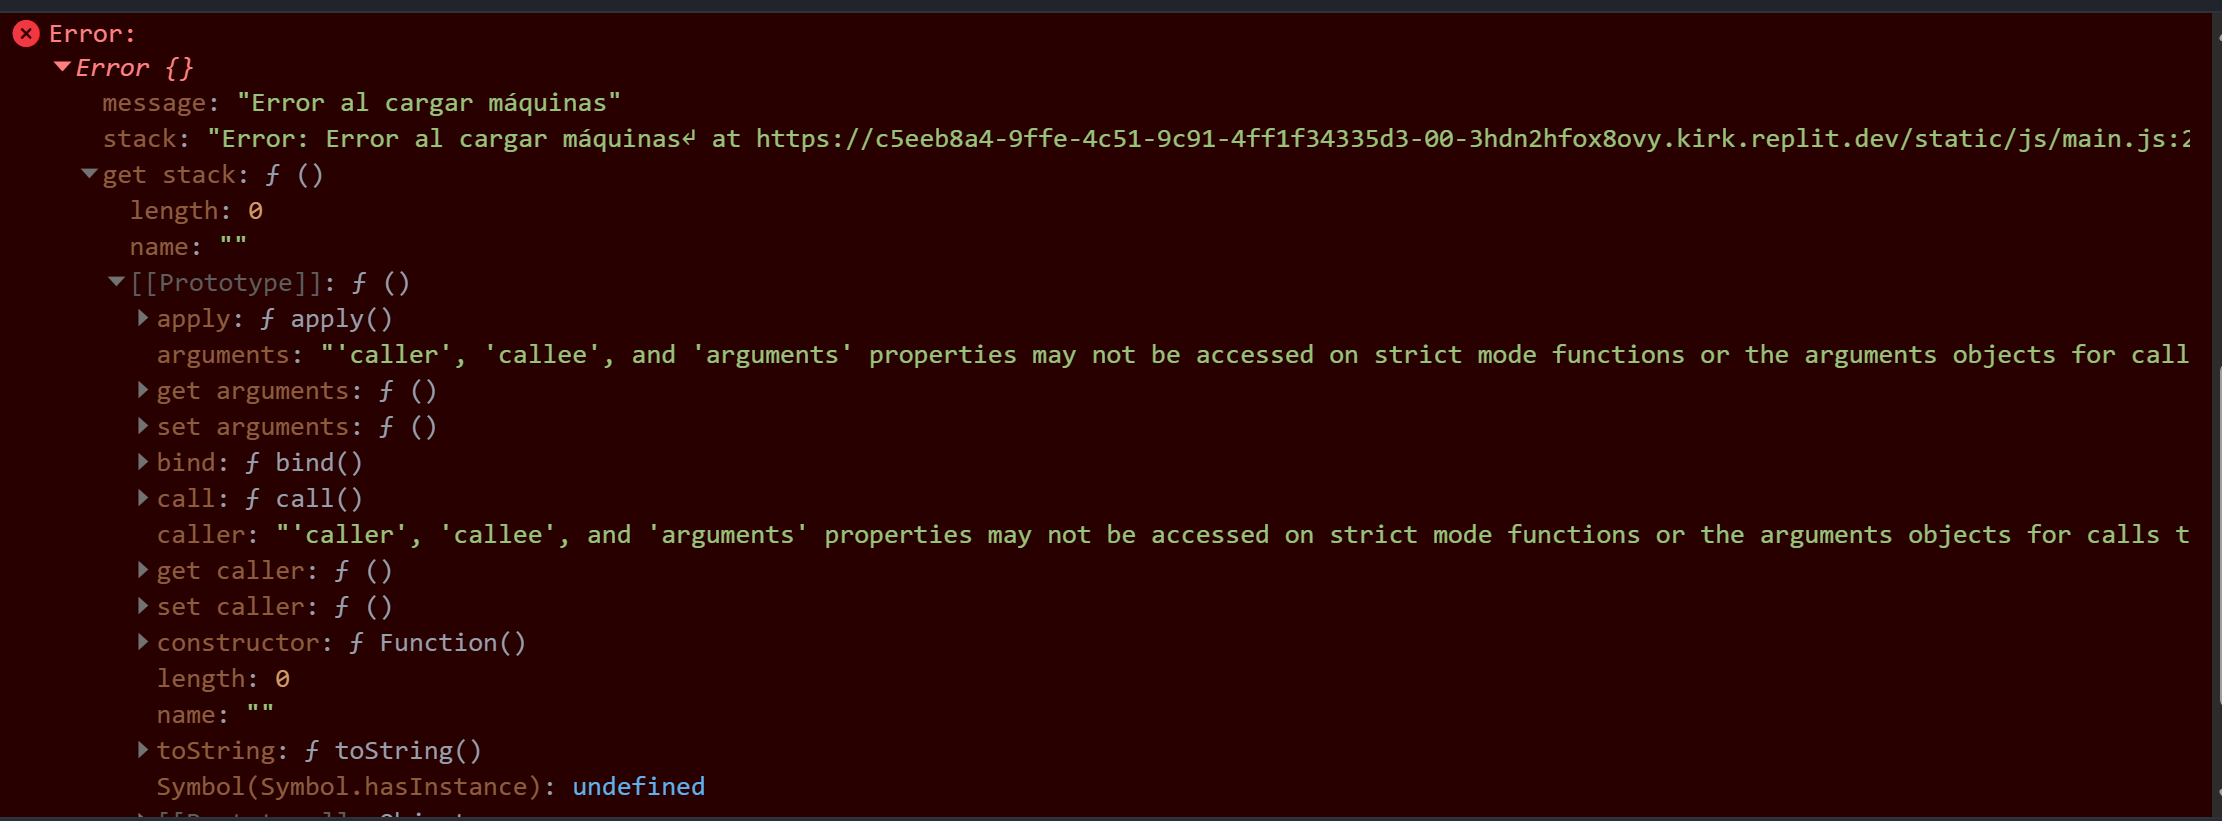 Error:
Error {}
message: "Error al cargar máquinas"
stack: "Error: Error al cargar máquinas↵ at https://c5eeb8a4-9ffe-4c51-9c91-4ff1f34335d3-00-3hdn2hfox8ovy.kirk.replit.dev/static/js/main.js:2
get stack: ƒ ()
length: 0
name: ""
[[Prototype]]: ƒ ()
apply: ƒ apply()
arguments: "'caller', 'callee', and 'arguments' properties may not be accessed on strict mode functions or the arguments objects for call
get arguments: ƒ ()
set arguments: ƒ ()
bind: ƒ bind()
call: ƒ call()
caller: "'caller', 'callee', and 'arguments' properties may not be accessed on strict mode functions or the arguments objects for calls t
get caller: ƒ ()
set caller: ƒ ()
constructor: ƒ Function()
length: 0
name: ""
toString: ƒ toString()
Symbol(Symbol.hasInstance): undefined